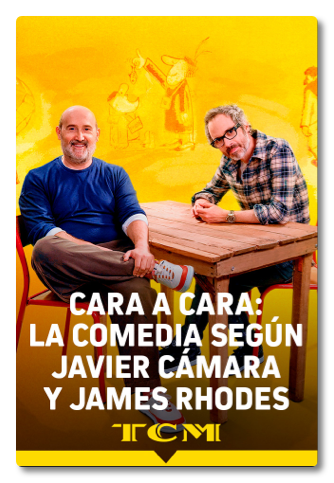 CARA A CARA:
LA COMEDIA SEGÚN
JAVIER CÁMARA
Y JAMES RHODES
TCM